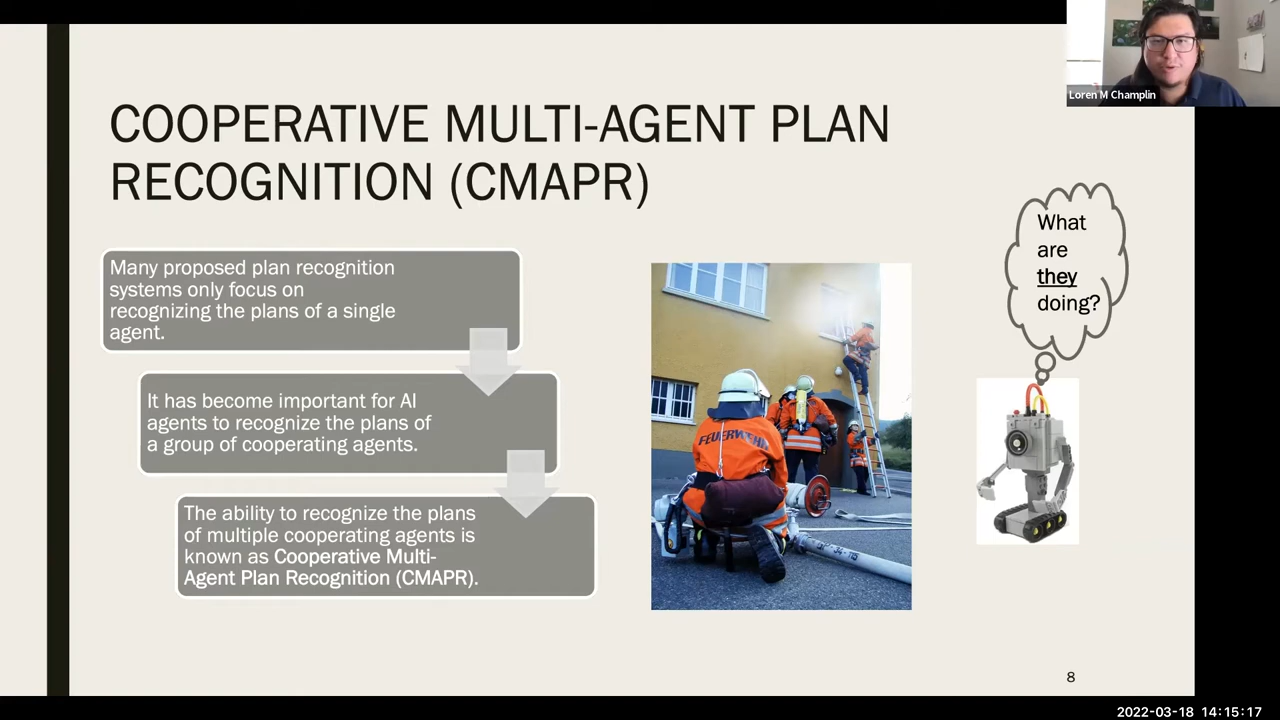 Loren M Champlin
COOPERATIVE MULTI-AGENT PLAN
RECOGNITION (CMAPR)
Many proposed plan recognition
systems only focus on
recognizing the plans of a single
agent.
It has become important for AI
agents to recognize the plans of
a group of cooperating agents.
The ability to recognize the plans
of multiple cooperating agents is
known as Cooperative Multi-
Agent Plan Recognition (CMAPR).
FEUERWEHR
What
are
they
doing?
8
2022-03-18 14:15:17